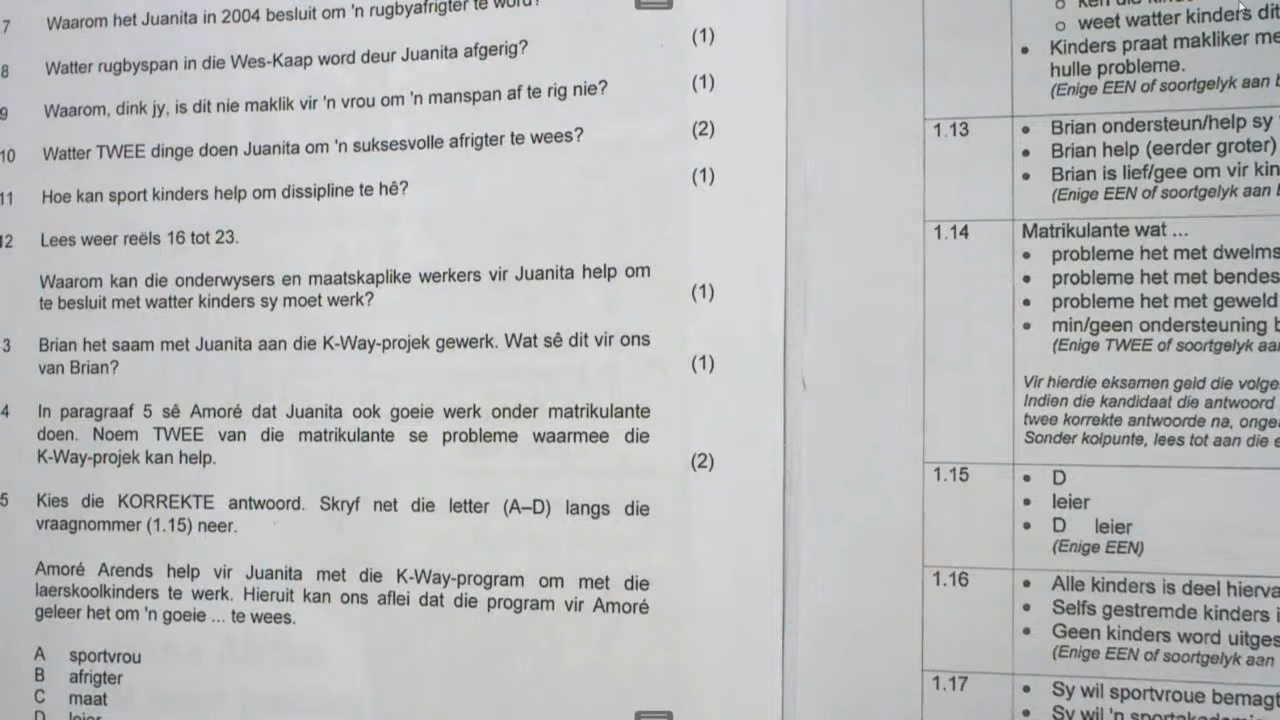 7 Waarom het Juanita in 2004 besluit om 'n rugbyafrigter te word?
(1)
8 Watter rugbyspan in die Wes-Kaap word deur Juanita afgerig?
(1)
9 Waarom, dink jy, is dit nie maklik vir 'n vrou om 'n manspan af te rig nie?
(2)
10 Watter TWEE dinge doen Juanita om 'n suksesvolle afrigter te wees?
(1)
11 Hoe kan sport kinders help om dissipline te hê?
12 Lees weer reëls 16 tot 23.
Waarom kan die onderwysers en maatskaplike werkers vir Juanita help om
te besluit met watter kinders sy moet werk? (1)
3 Brian het saam met Juanita aan die K-Way-projek gewerk. Wat sê dit vir ons
van Brian? (1)
4 In paragraaf 5 sê Amoré dat Juanita ook goeie werk onder matrikulante
doen. Noem TWEE van die matrikulante se probleme waarmee die
K-Way-projek kan help. (2)
5 Kies die KORREKTE antwoord. Skryf net die letter (A–D) langs die
vraagnommer (1.15) neer.
Amoré Arends help vir Juanita met die K-Way-program om met die
laerskoolkinders te werk. Hieruit kan ons aflei dat die program vir Amoré
geleer het om 'n goeie ... te wees.
A sportvrou
B afrigter
C maat
D leier
o weet watter kinders dit
• Kinders praat makliker me
hulle probleme.
(Enige EEN of soortgelyk aan
1.13 • Brian ondersteun/help sy
• Brian help (eerder groter)
• Brian is lief/gee om vir kin
(Enige EEN of soortgelyk aan
1.14 Matrikulante wat ...
• probleme het met dwelms
• probleme het met bendes
• probleme het met geweld
• min/geen ondersteuning
(Enige TWEE of soortgelyk aa
Vir hierdie eksamen geld die volge
Indien die kandidaat die antwoord
twee korrekte antwoorde na, onge
Sonder kolpunte, lees tot aan die e
1.15 • D
• leier
• D leier
(Enige EEN)
1.16 • Alle kinders is deel hierva
• Selfs gestremde kinders
• Geen kinders word uitges
(Enige EEN of soortgelyk aan
1.17 • Sy wil sportvroue bemagt
• Sy wil 'n